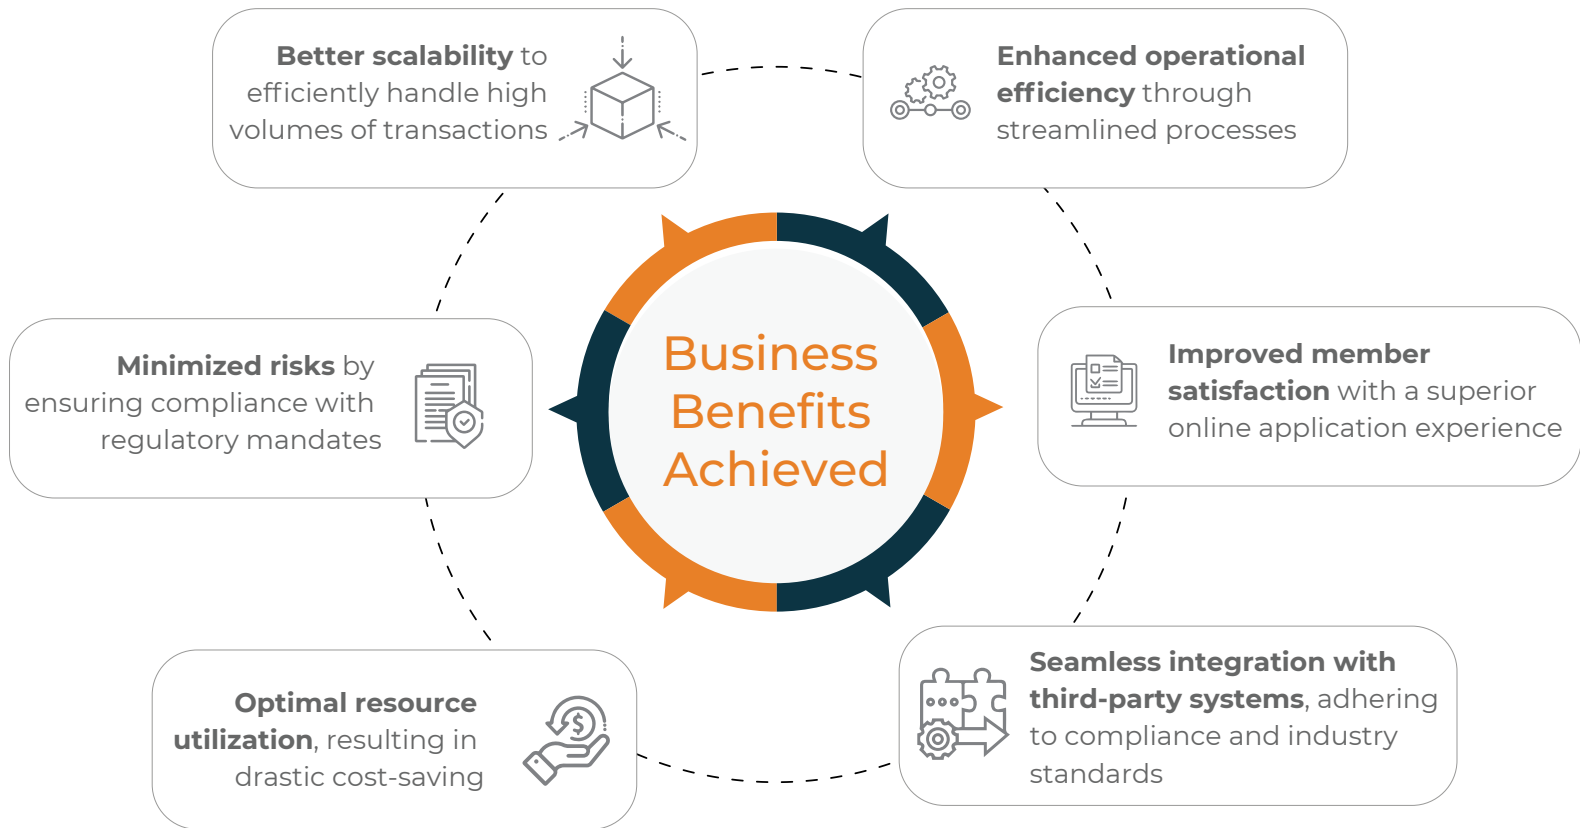 Better scalability to
efficiently handle high
volumes of transactions
Enhanced operational
efficiency through
streamlined processes
Minimized risks by
ensuring compliance with
regulatory mandates
Business
Benefits
Achieved
Improved member
satisfaction with a superior
online application experience
Optimal resource
utilization, resulting in
drastic cost-saving
Seamless integration with
third-party systems, adhering
to compliance and industry
standards